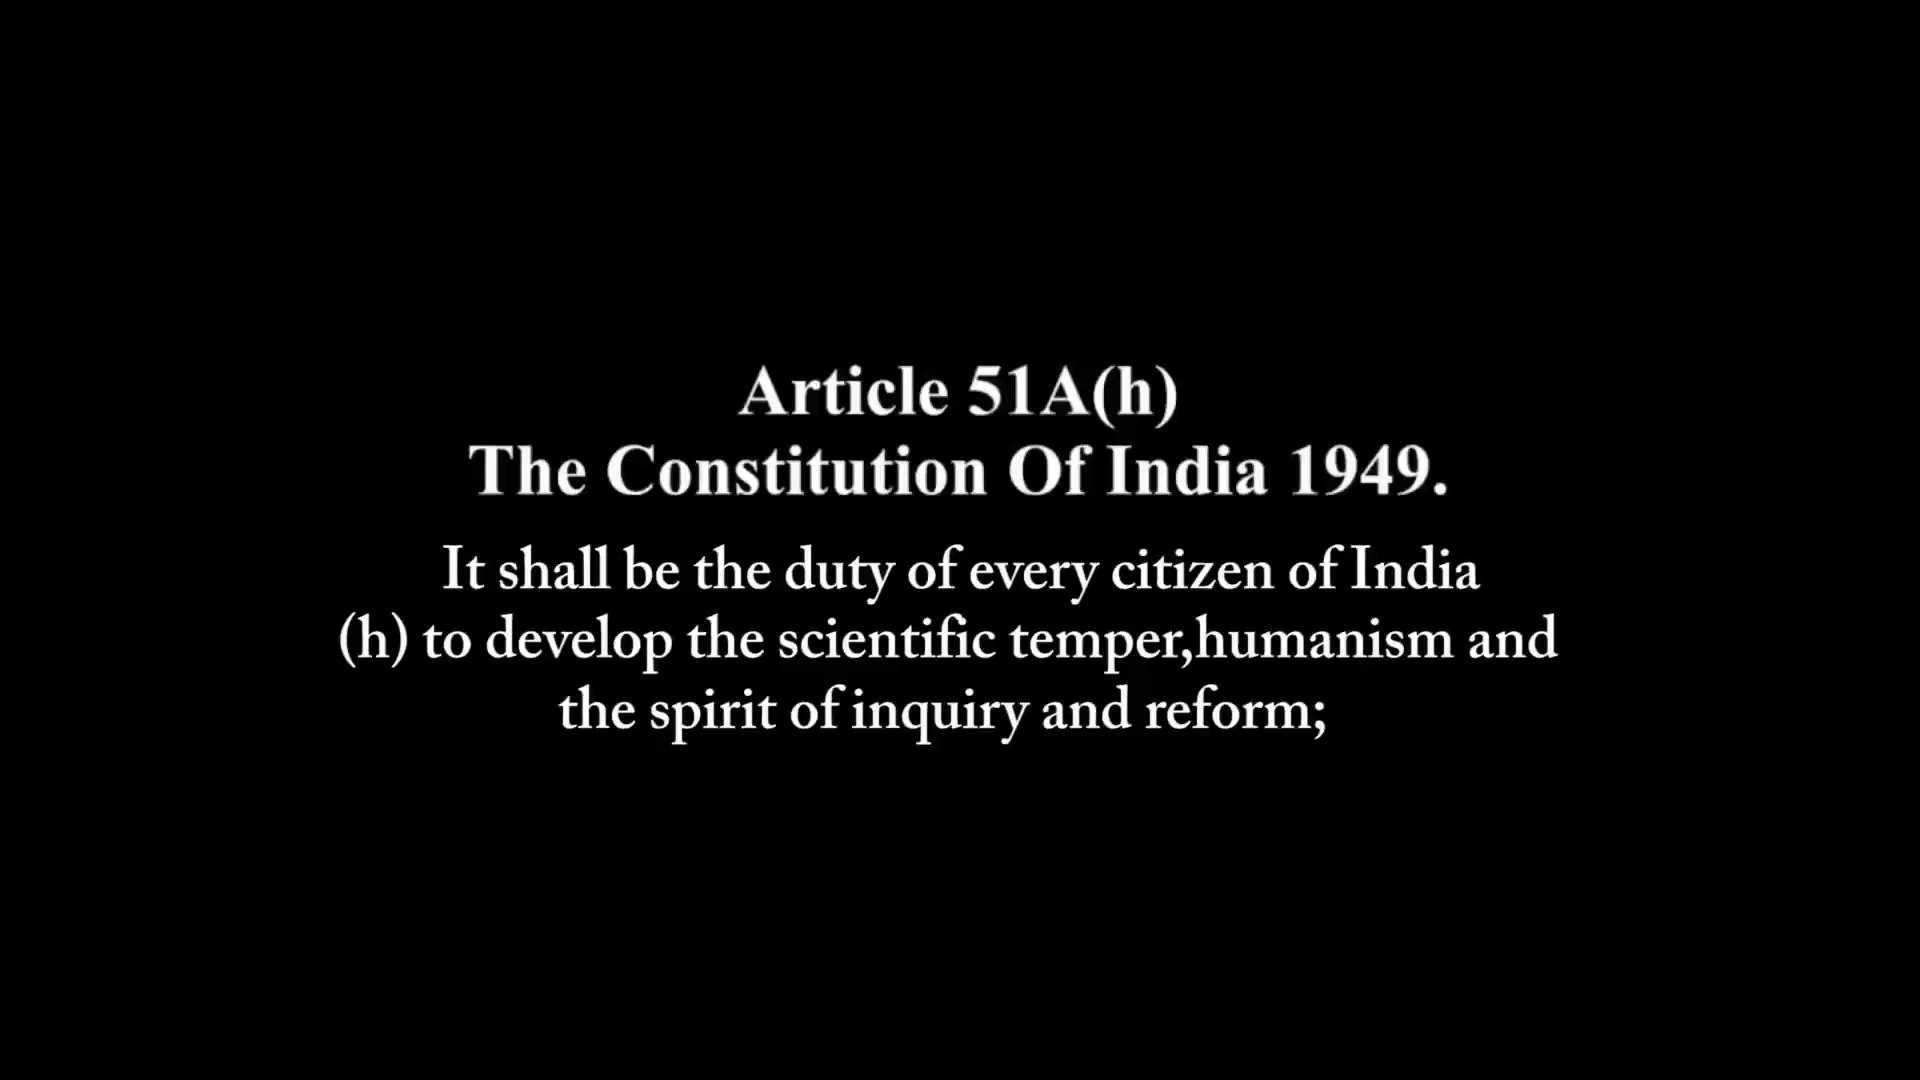 Article 51A(h)
The Constitution Of India 1949.
It shall be the duty of every citizen of India
(h) to develop the scientific temper,humanism and
the spirit of inquiry and reform;